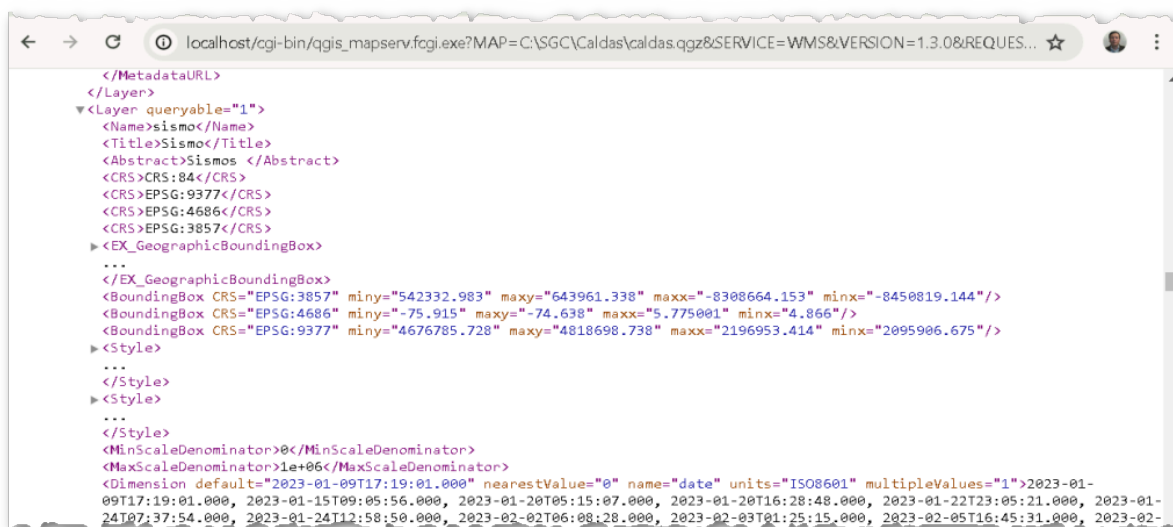 localhost/cgi-bin/qgis_mapserv.fcgi.exe?MAP=C:\SGC\Caldas\caldas.qgz&SERVICE=WMS&VERSION=1.3.0&REQUES...
</MetadataURL>
</Layer>
▼<Layer queryable="1">
<Name>sismo</Name>
<Title>Sismo</Title>
<Abstract>Sismos </Abstract>
<CRS>CRS:84</CRS>
<CRS>EPSG:9377</CRS>
<CRS>EPSG:4686</CRS>
<CRS>EPSG:3857</CRS>
▶<EX_GeographicBoundingBox>
...
</EX_GeographicBoundingBox>
<BoundingBox CRS="EPSG:3857" miny="542332.983" maxy="643961.338" maxx="-8308664.153" minx="-8450819.144"/>
<BoundingBox CRS="EPSG:4686" miny="-75.915" maxy="-74.638" maxx="5.775001" minx="4.866"/>
<BoundingBox CRS="EPSG:9377" miny="4676785.728" maxy="4818698.738" maxx="2196953.414" minx="2095906.675"/>
▶<Style>
...
</Style>
▶<Style>
...
</Style>
<MinScaleDenominator>0</MinScaleDenominator>
<MaxScaleDenominator>1e+06</MaxScaleDenominator>
<Dimension default="2023-01-09T17:19:01.000" nearestValue="0" name="date" units="ISO8601" multipleValues="1">2023-01-
09T17:19:01.000, 2023-01-15T09:05:56.000, 2023-01-20T05:15:07.000, 2023-01-20T16:28:48.000, 2023-01-22T23:05:21.000, 2023-01-
24T07:37:54.000, 2023-01-24T12:58:50.000, 2023-02-02T06:08:28.000, 2023-02-03T01:25:15.000, 2023-02-05T16:45:31.000, 2023-02-